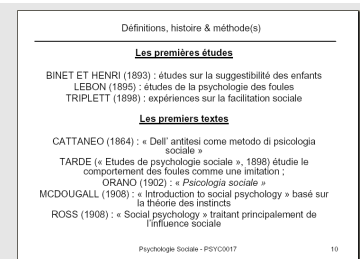 Définitions, histoire & méthode(s)
Les premières études
BINET ET HENRI (1893) : études sur la suggestibilité des enfants
LEBON (1895) : études de la psychologie des foules
TRIPLETT (1898) : expériences sur la facilitation sociale
Les premiers textes
CATTANEO (1864) : « Dell' antitesi come metodo di psicologia
sociale »
TARDE (« Etudes de psychologie sociale », 1898) étudie le
comportement des foules comme une imitation ;
ORANO (1902) : « Psicologia sociale »
MCDOUGALL (1908) : « Introduction to social psychology » basé sur
la théorie des instincts
ROSS (1908) : « Social psychology » traitant principalement de
l'influence sociale
Psychologie Sociale - PSYC0017
10